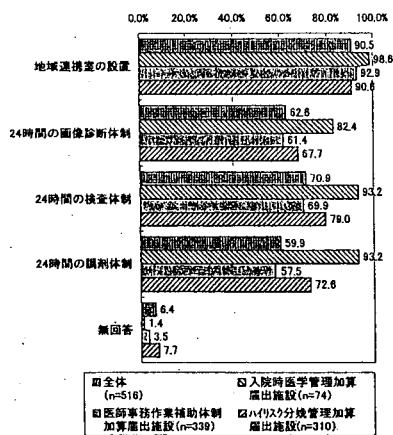 0.0% 20.0% 40.0% 60.0% 80.0% 100.0%
地域連携室の設置
90.5
98.6
92.9
90.6
24時間の画像診断体制
62.6
82.4
61.4
67.7
24時間の検査体制
70.9
93.2
69.9
79.0
24時間の調剤体制
59.9
93.2
57.5
72.6
無回答
6.4
1.4
3.5
7.7
全体
(n=516)
入院時医学管理加算
届出施設(n=74)
医師事務作業補助体制
加算届出施設(n=339)
ハイリスク分娩管理加算
届出施設(n=310)